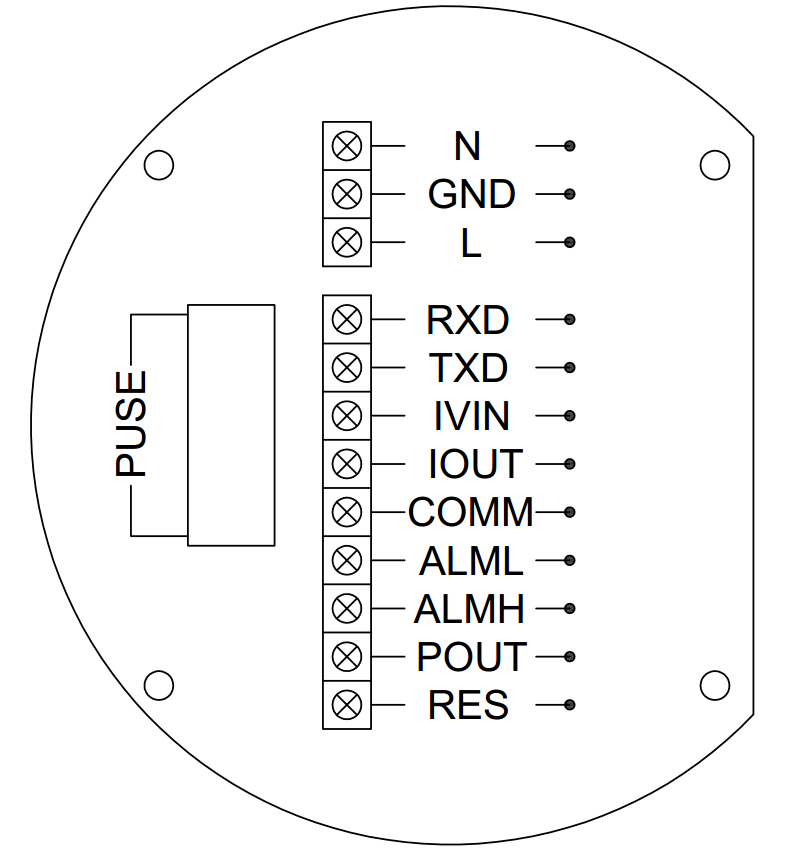 N
GND
L
RXD
TXD
IVIN
IOUT
COMM
ALML
ALMH
POUT
RES
PUSE